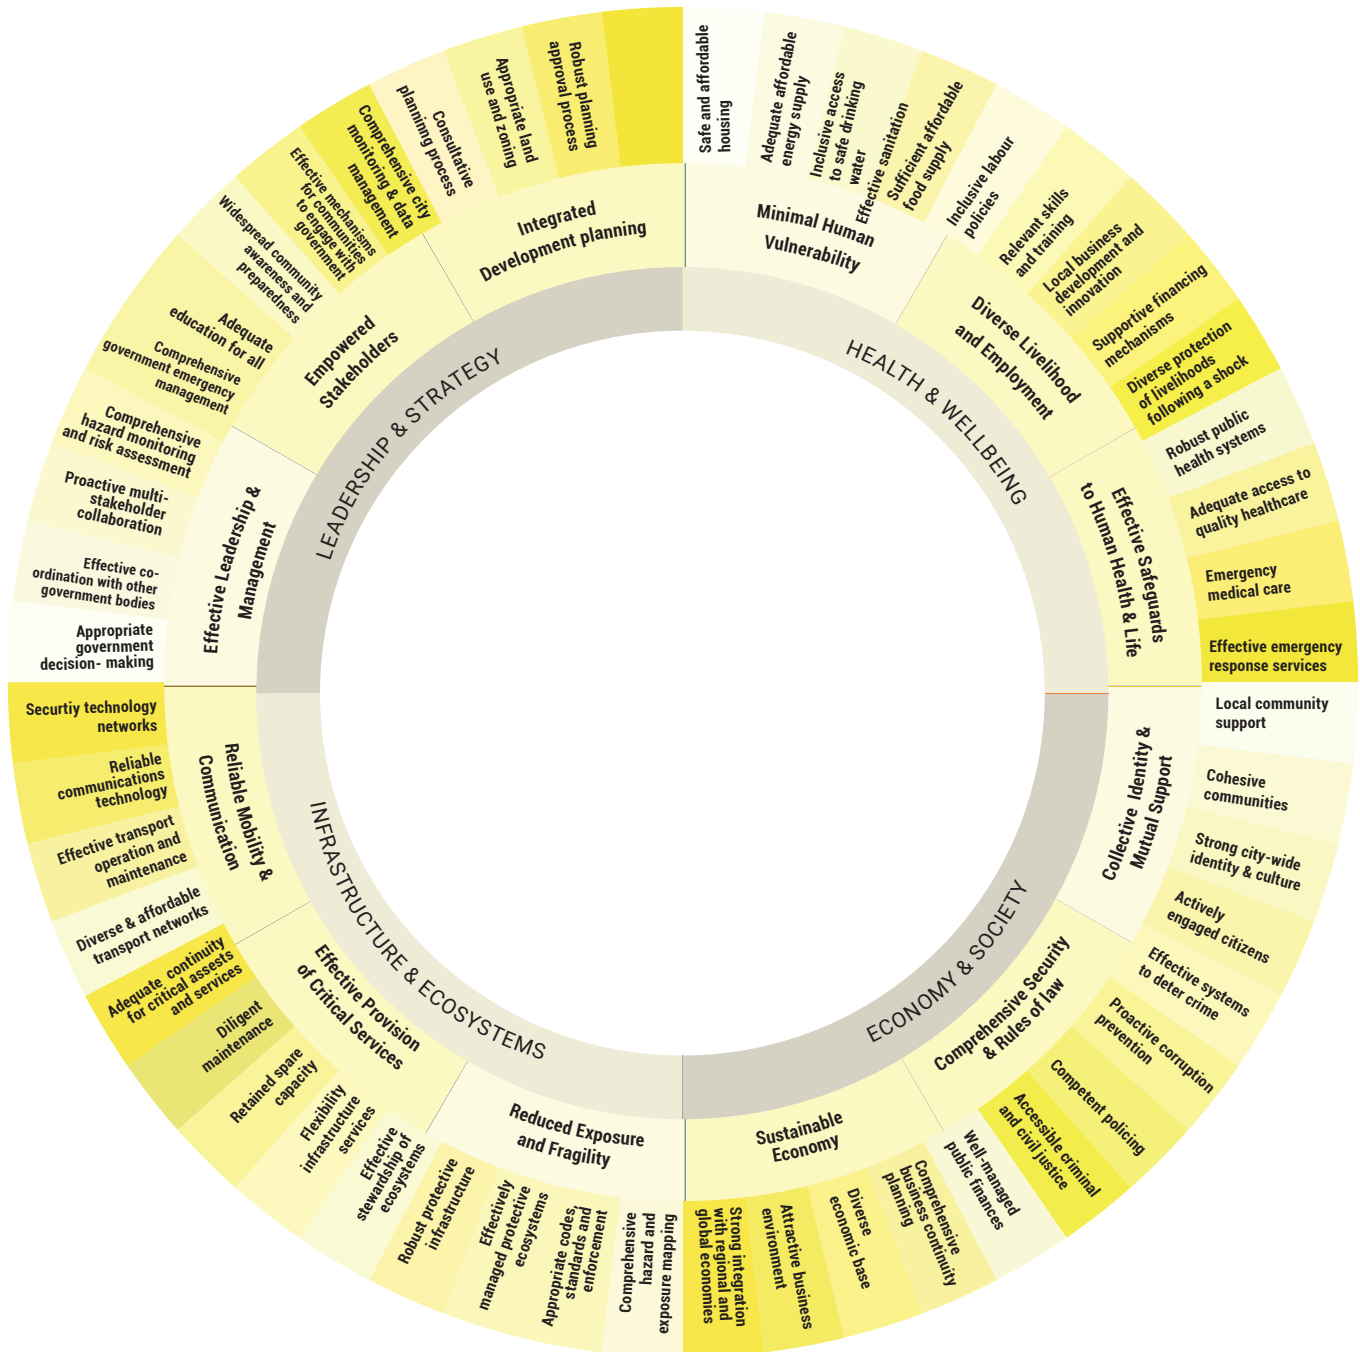 HEALTH & WELLBEING
Minimal Human
Vulnerability
Safe and affordable
housing
Adequate affordable
energy supply
Inclusive access
to safe drinking
water
Effective sanitation
Sufficient affordable
food supply
Diverse Livelihood
and Employment
Inclusive labour
policies
Relevant skills
and training
Local business
development and
innovation
Supportive financing
mechanisms
Diverse protection
of livelihoods
following a shock
Effective Safeguards
to Human Health & Life
Robust public
health systems
Adequate access to
quality healthcare
Emergency
medical care
Effective emergency
response services
ECONOMY & SOCIETY
Collective Identity &
Mutual Support
Local community
support
Cohesive
communities
Strong city-wide
identity & culture
Actively
engaged citizens
Comprehensive Security
& Rules of law
Effective systems
to deter crime
Proactive corruption
prevention
Competent policing
Accessible criminal
and civil justice
Sustainable
Economy
Well-managed
public finances
Comprehensive
business continuity
planning
Diverse
economic base
Attractive business
environment
Strong integration
with regional and
global economies
INFRASTRUCTURE & ECOSYSTEMS
Reduced Exposure
and Fragility
Comprehensive
hazard and
exposure mapping
Appropriate codes,
standards and
enforcement
Effectively
managed protective
ecosystems
Robust protective
infrastructure
Effective Provision
of Critical Services
Effective
stewardship of
ecosystems
Flexibility
infrastructure
services
Retained spare
capacity
Diligent
maintenance
Adequate continuity
for critical assests
and services
Reliable Mobility &
Communication
Diverse & affordable
transport networks
Effective transport
operation and
maintenance
Reliable
communications
technology
Securtiy technology
networks
LEADERSHIP & STRATEGY
Effective Leadership &
Management
Appropriate
government
decision- making
Effective co-
ordination with other
government bodies
Proactive multi-
stakeholder
collaboration
Comprehensive
hazard monitoring
and risk assessment
Comprehensive
government emergency
management
Empowered
Stakeholders
Adequate
education for all
Widespread community
awareness and
preparedness
Effective mechanisms
for communities
to engage with
government
Integrated
Development planning
Comprehensive city
monitoring & data
management
Consultative
planninng process
Appropriate land
use and zoning
Robust planning
approval process